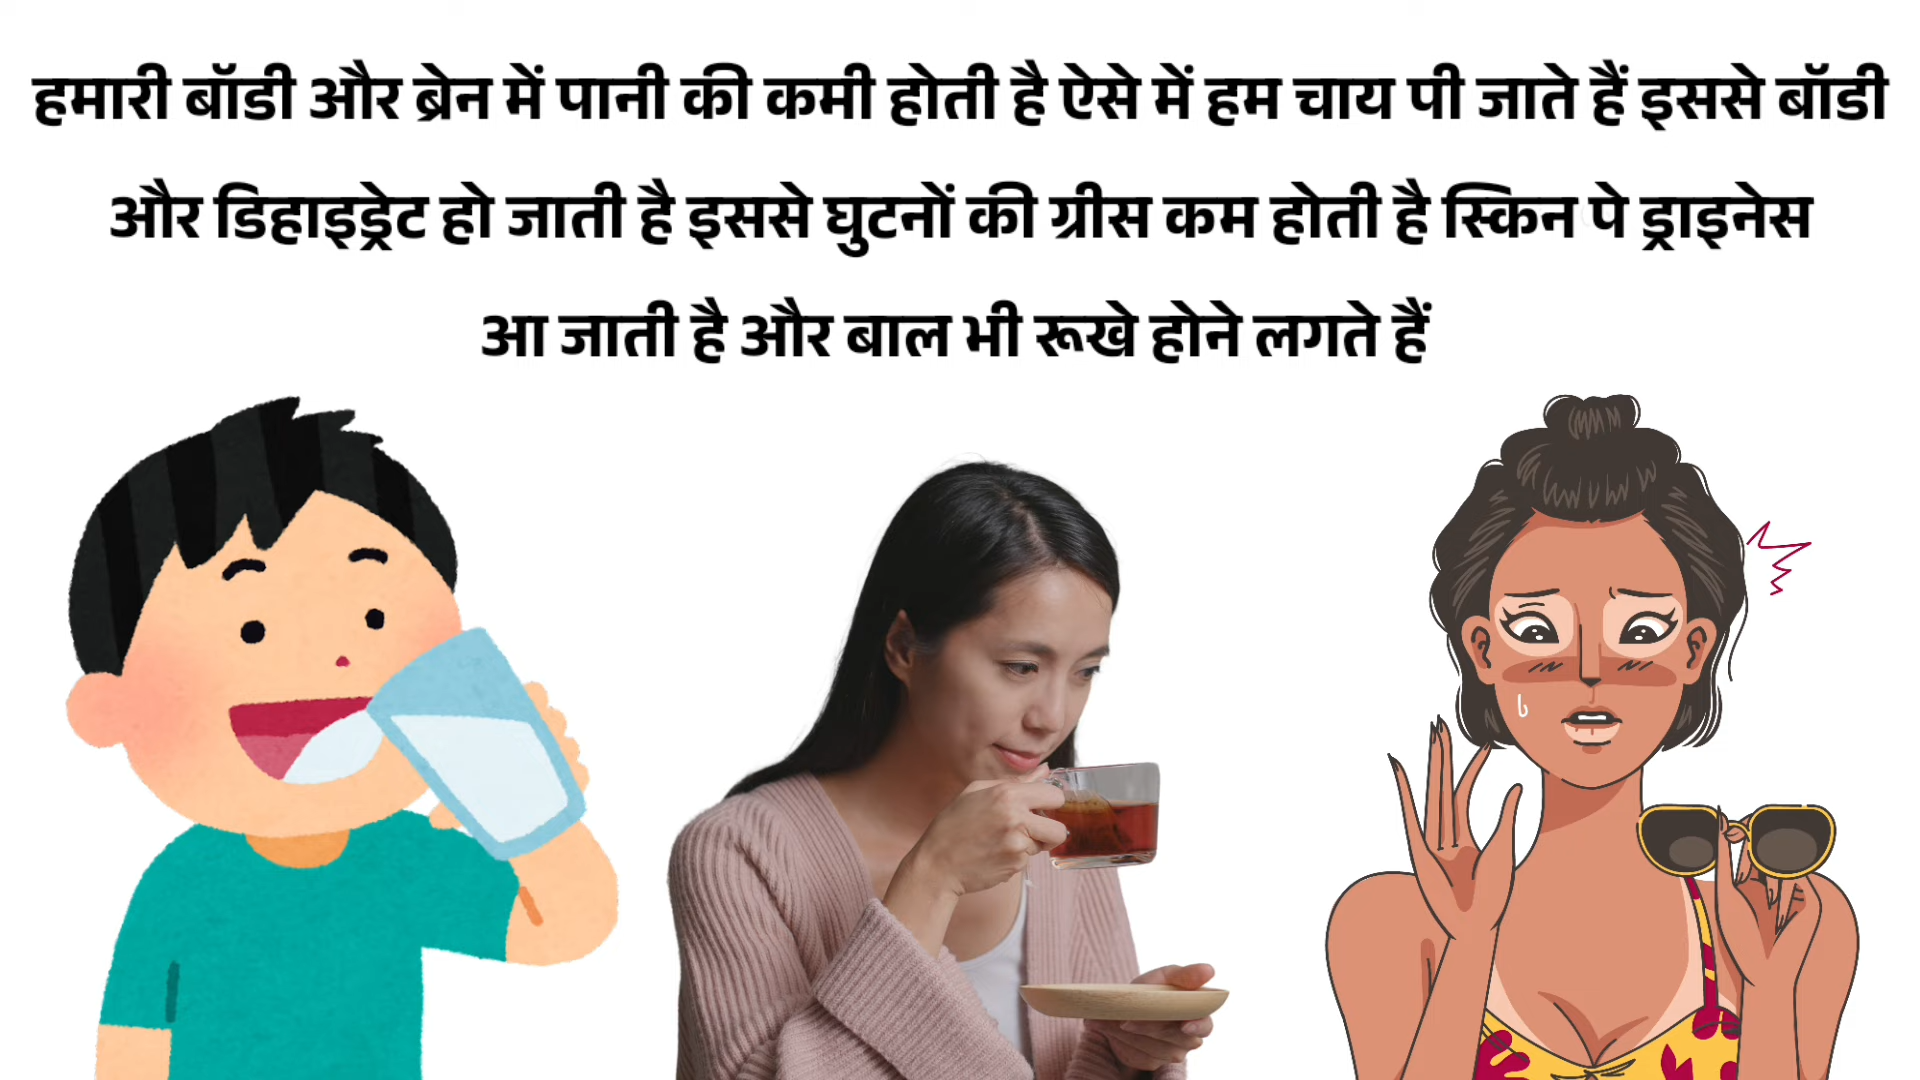 हमारी बॉडी और ब्रेन में पानी की कमी होती है ऐसे में हम चाय पी जाते हैं इससे बॉडी
और डिहाइड्रेट हो जाती है इससे घुटनों की ग्रीस कम होती है स्किन पे ड्राइनेस
आ जाती है और बाल भी रूखे होने लगते हैं